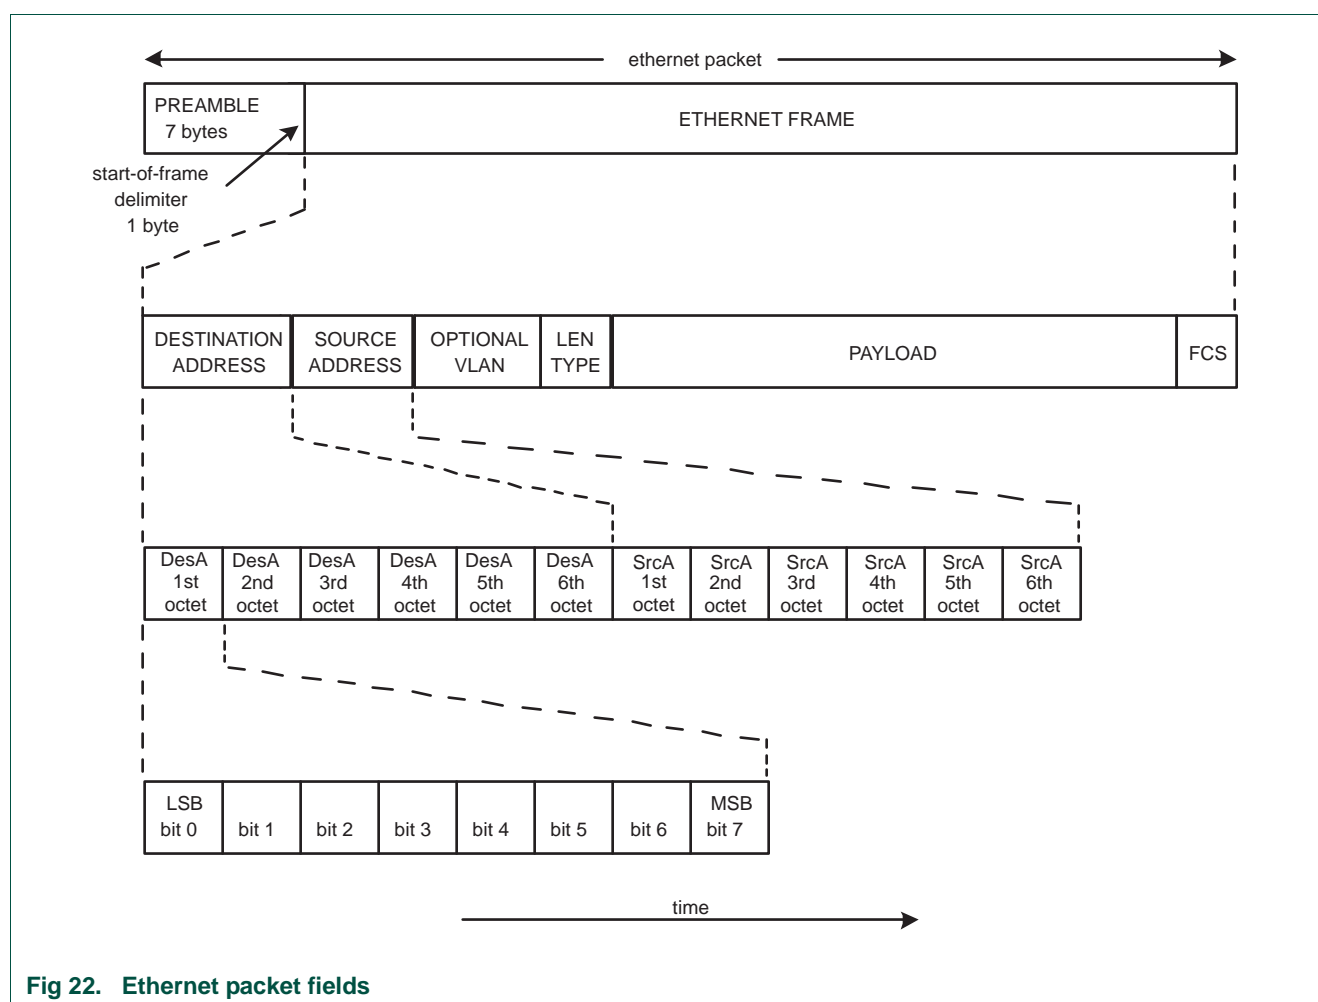 ethernet packet
PREAMBLE
7 bytes
ETHERNET FRAME
start-of-frame
delimiter
1 byte
DESTINATION
ADDRESS
SOURCE
ADDRESS
OPTIONAL
VLAN
LEN
TYPE
PAYLOAD
FCS
DesA
1st
octet
DesA
2nd
octet
DesA
3rd
octet
DesA
4th
octet
DesA
5th
octet
DesA
6th
octet
SrcA
1st
octet
SrcA
2nd
octet
SrcA
3rd
octet
SrcA
4th
octet
SrcA
5th
octet
SrcA
6th
octet
LSB
bit 0
bit 1
bit 2
bit 3
bit 4
bit 5
bit 6
MSB
bit 7
time
Fig 22. Ethernet packet fields